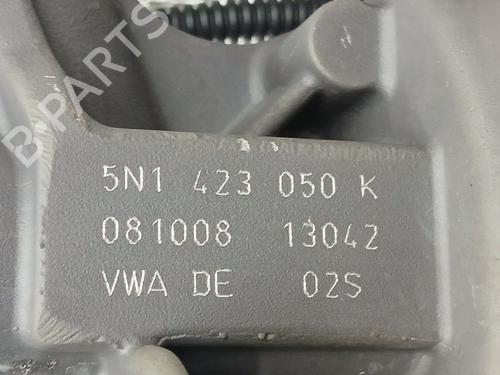 B-PARTS
5N1 423 050 K
081008 13042
VWA DE 02S